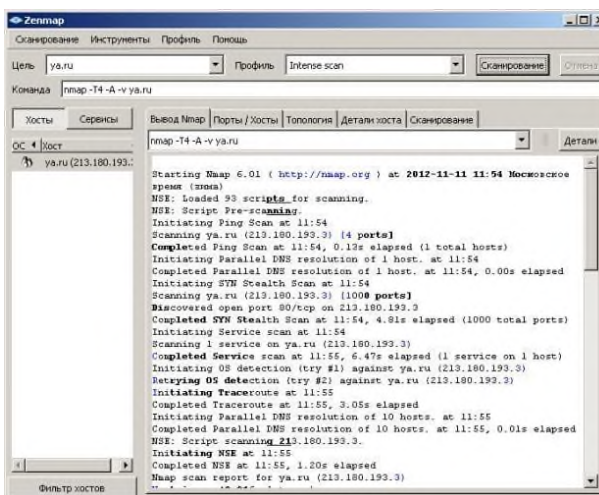 Zenmap
Сканирование Инструменты Профиль Помощь
Цель ya.ru Профиль Intense scan Сканирование Отмена
Команда nmap -T4 -A -v ya.ru
Хосты Сервисы Вывод Nmap Порты / Хосты Топология Детали хоста Сканирование
ОС Хост nmap -T4 -A -v ya.ru Детали
ya.ru (213.180.193.
Starting Nmap 6.01 ( http://nmap.org ) at 2012-11-11 11:54 Московское
время (зима)
NSE: Loaded 93 scripts for scanning.
NSE: Script Pre-scanning.
Initiating Ping Scan at 11:54
Scanning ya.ru (213.180.193.3) [4 ports]
Completed Ping Scan at 11:54, 0.13s elapsed (1 total hosts)
Initiating Parallel DNS resolution of 1 host. at 11:54
Completed Parallel DNS resolution of 1 host. at 11:54, 0.00s elapsed
Initiating SYN Stealth Scan at 11:54
Scanning ya.ru (213.180.193.3) [1000 ports]
Discovered open port 80/tcp on 213.180.193.3
Completed SYN Stealth Scan at 11:54, 4.81s elapsed (1000 total ports)
Initiating Service scan at 11:54
Scanning 1 service on ya.ru (213.180.193.3)
Completed Service scan at 11:55, 6.47s elapsed (1 service on 1 host)
Initiating OS detection (try #1) against ya.ru (213.180.193.3)
Retrying OS detection (try #2) against ya.ru (213.180.193.3)
Initiating Traceroute at 11:55
Completed Traceroute at 11:55, 3.05s elapsed
Initiating Parallel DNS resolution of 10 hosts. at 11:55
Completed Parallel DNS resolution of 10 hosts. at 11:55, 0.01s elapsed
NSE: Script scanning 213.180.193.3.
Initiating NSE at 11:55
Completed NSE at 11:55, 1.20s elapsed
Nmap scan report for ya.ru (213.180.193.3)
Фильтр хостов